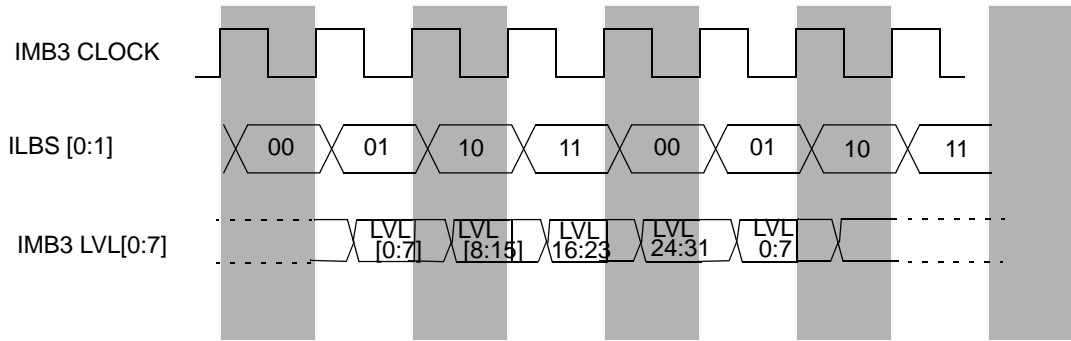 IMB3 CLOCK
ILBS [0:1]
00 01 10 11 00 01 10 11
IMB3 LVL[0:7]
LVL [0:7]
LVL [8:15]
LVL 16:23
LVL 24:31
LVL 0:7